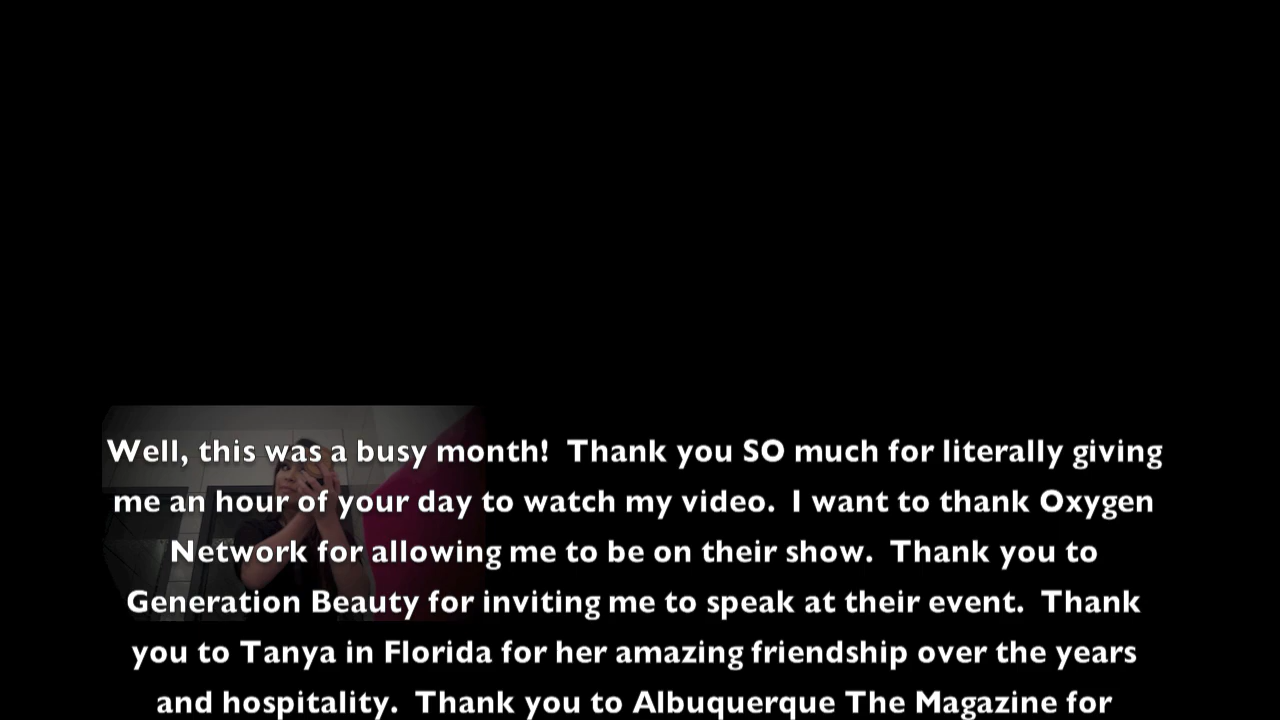 Well, this was a busy month!  Thank you SO much for literally giving
me an hour of your day to watch my video.  I want to thank Oxygen
Network for allowing me to be on their show.  Thank you to
Generation Beauty for inviting me to speak at their event.  Thank
you to Tanya in Florida for her amazing friendship over the years
and hospitality.  Thank you to Albuquerque The Magazine for